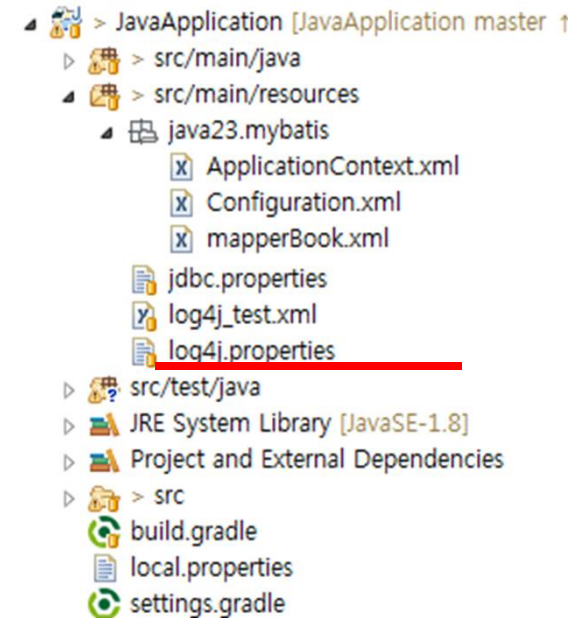 > JavaApplication [JavaApplication master ↑
> src/main/java
> src/main/resources
java23.mybatis
ApplicationContext.xml
Configuration.xml
mapperBook.xml
jdbc.properties
log4j_test.xml
log4j.properties
src/test/java
JRE System Library [JavaSE-1.8]
Project and External Dependencies
> src
build.gradle
local.properties
settings.gradle